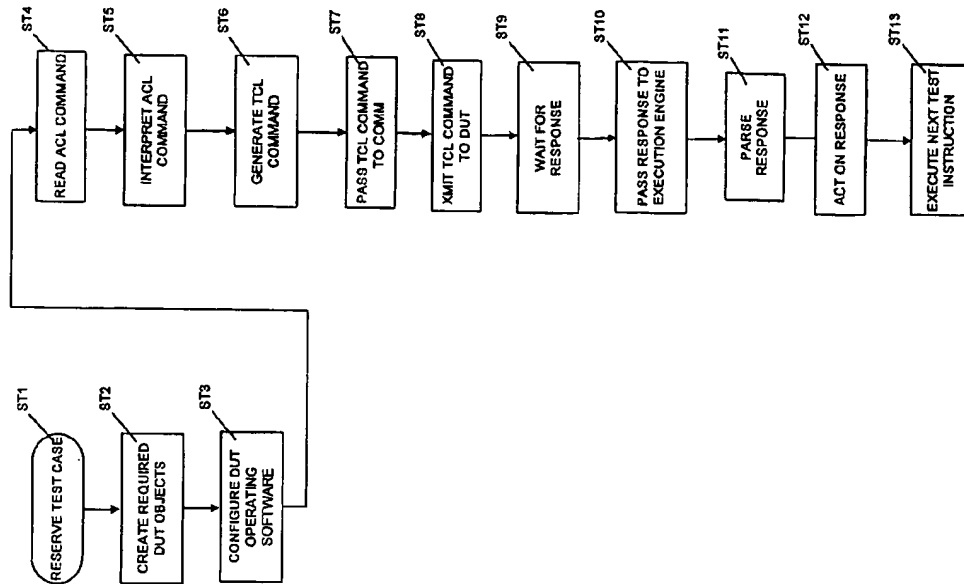 ST1
RESERVE TEST CASE
ST2
CREATE REQUIRED
DUT OBJECTS
ST3
CONFIGURE DUT
OPERATING
SOFTWARE
ST4
READ ACL COMMAND
ST5
INTERPRET ACL
COMMAND
ST6
GENERATE TCL
COMMAND
ST7
PASS TCL COMMAND
TO COMM
ST8
XMIT TCL COMMAND
TO DUT
ST9
WAIT FOR
RESPONSE
ST10
PASS RESPONSE TO
EXECUTION ENGINE
ST11
PARSE
RESPONSE
ST12
ACT ON RESPONSE
ST13
EXECUTE NEXT TEST
INSTRUCTION